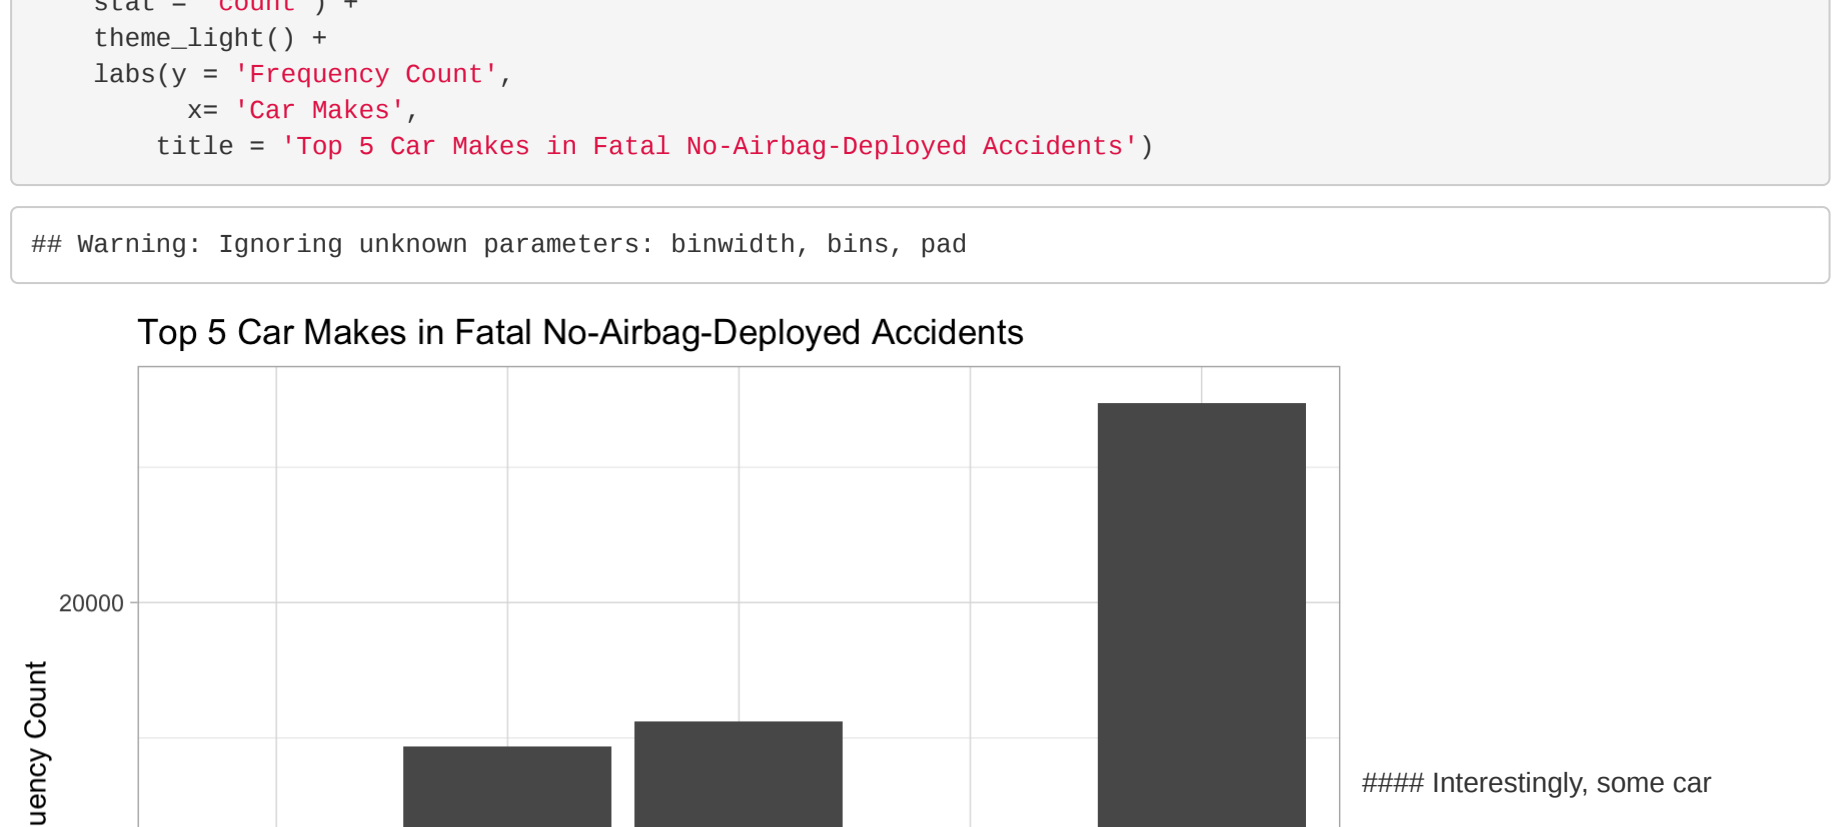 stat = "count") +
theme_light() +
labs(y = 'Frequency Count',
x= 'Car Makes',
title = 'Top 5 Car Makes in Fatal No-Airbag-Deployed Accidents')
## Warning: Ignoring unknown parameters: binwidth, bins, pad
Top 5 Car Makes in Fatal No-Airbag-Deployed Accidents
20000
uency Count
#### Interestingly, some car